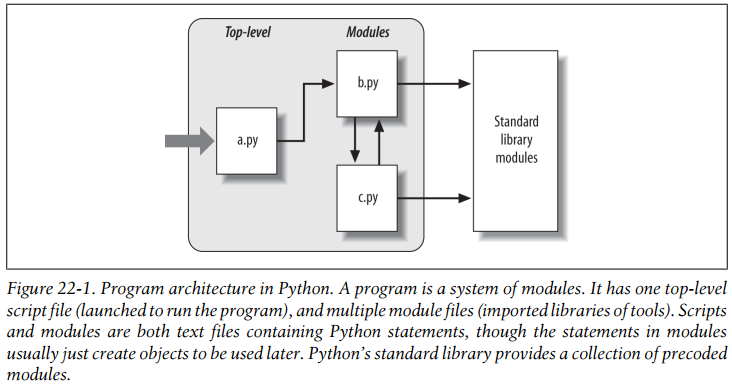 Top-level
Modules
b.py
a.py
Standard
library
modules
c.py
Figure 22-1. Program architecture in Python. A program is a system of modules. It has one top-level
script file (launched to run the program), and multiple module files (imported libraries of tools). Scripts
and modules are both text files containing Python statements, though the statements in modules
usually just create objects to be used later. Python’s standard library provides a collection of precoded
modules.